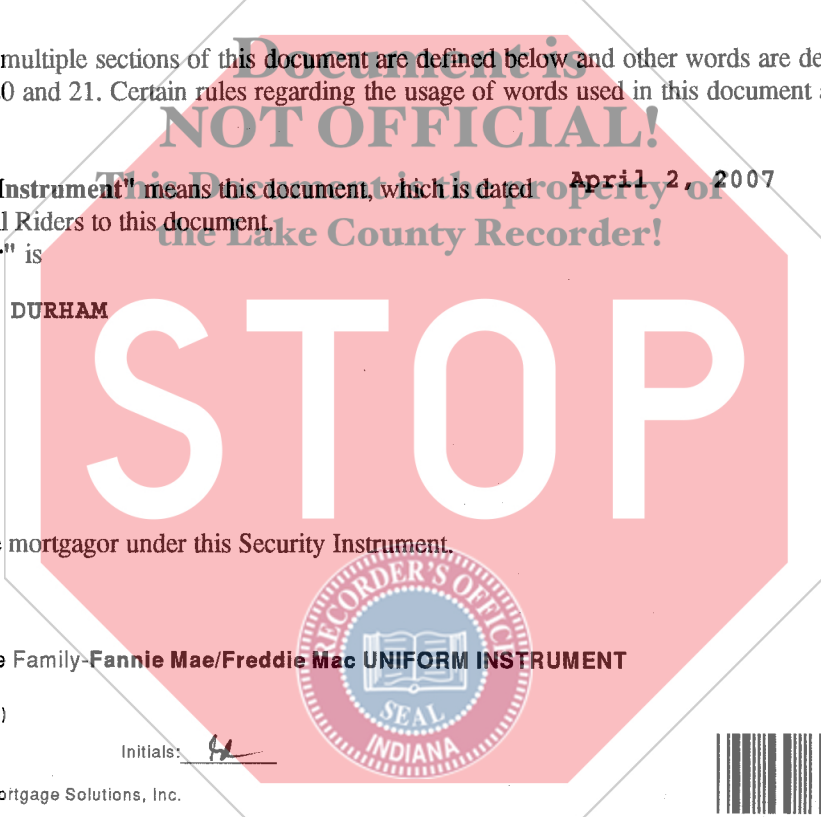 Document is
multiple sections of this document are defined below and other words are de
0 and 21. Certain rules regarding the usage of words used in this document
NOT OFFICIAL!
This Document is the property of
Instrument" means this document, which is dated April 2, 2007
l Riders to this document.
the Lake County Recorder!
" is
DURHAM
STOP
mortgagor under this Security Instrument.
RECORDER'S OFFICE
e Family-Fannie Mae/Freddie Mac UNIFORM INSTRUMENT
)
SEAL
INDIANA
Initials:
ortgage Solutions, Inc.